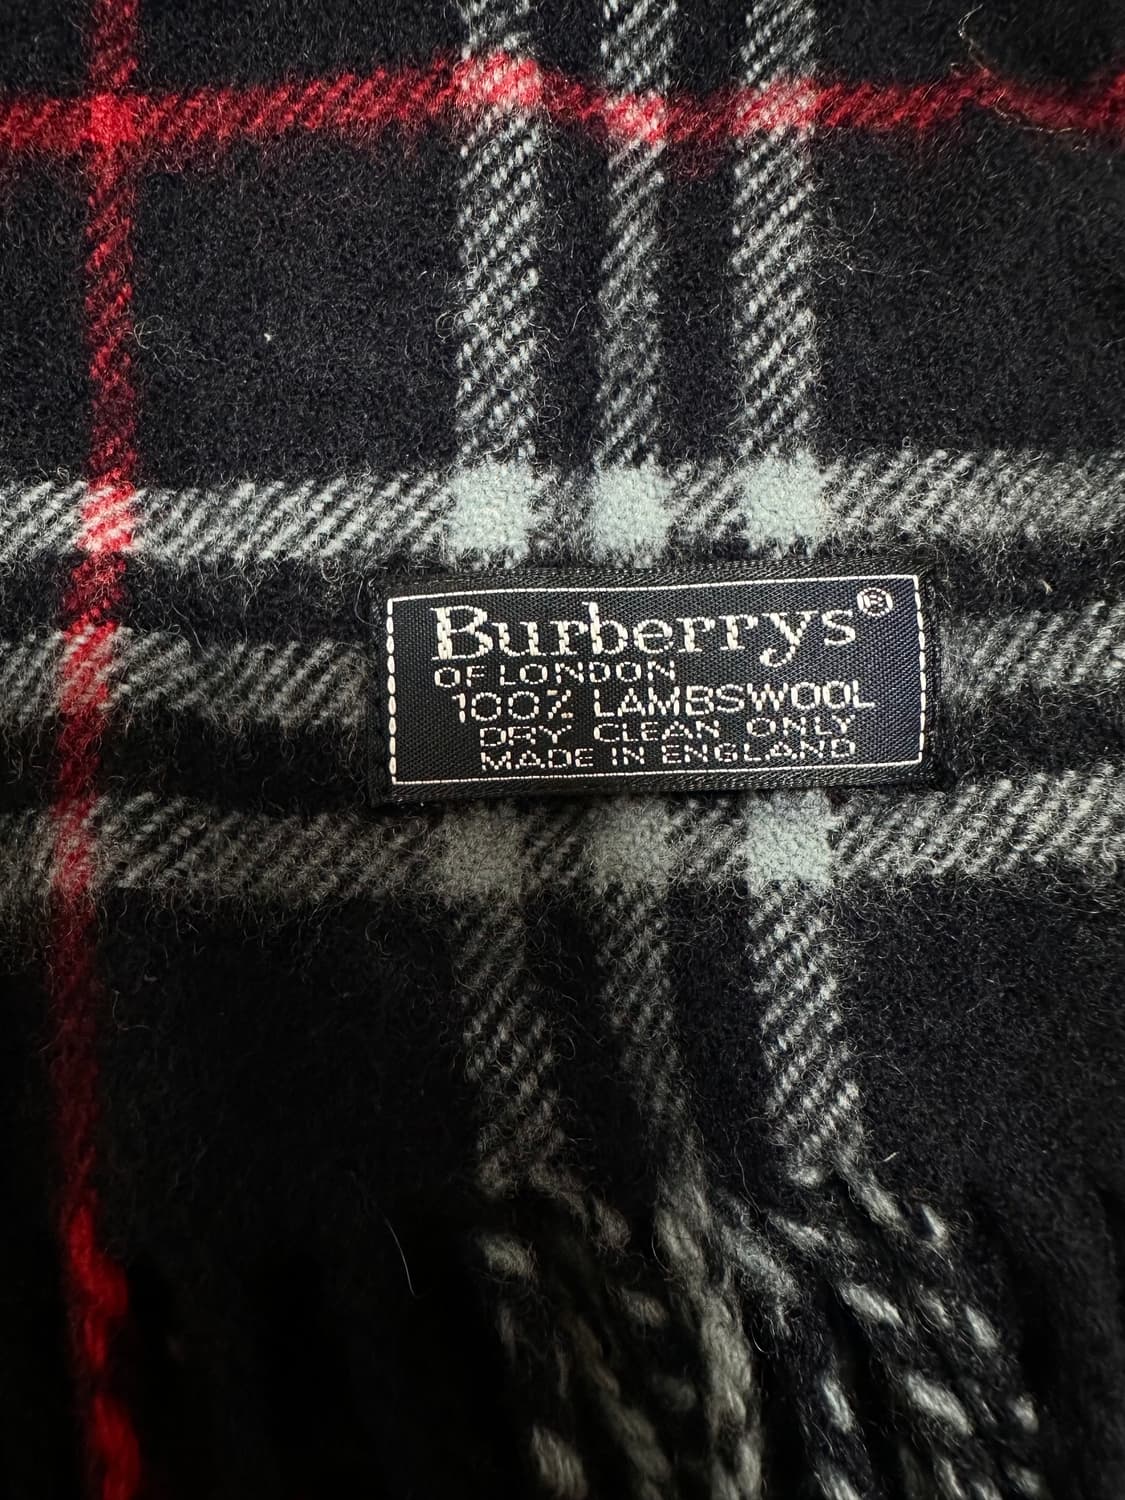 Burberrys®
OF LONDON
100% LAMBSWOOL
DRY CLEAN ONLY
MADE IN ENGLAND